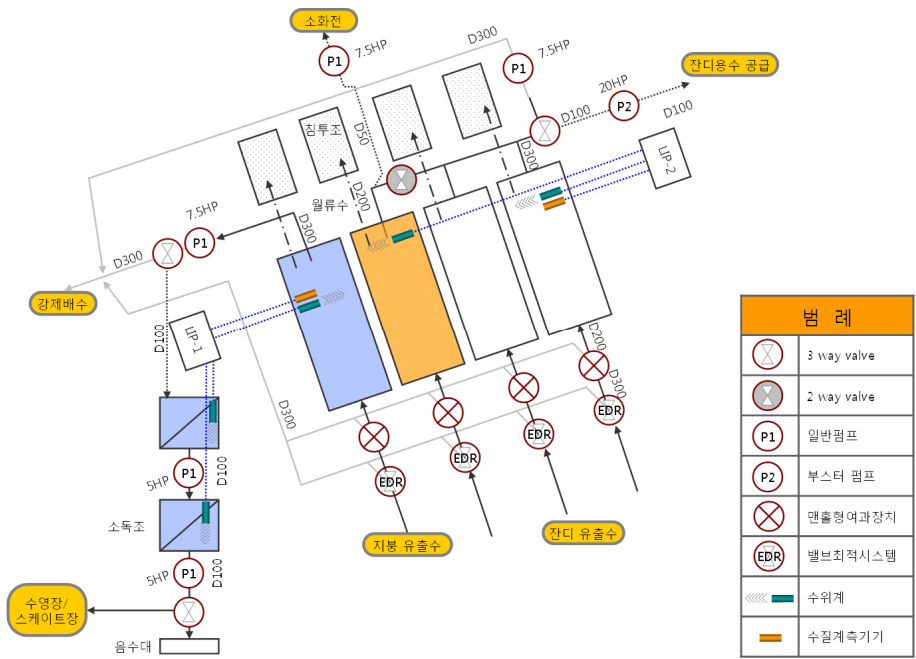 소화전
P1
7.5HP
D300
P1
7.5HP
잔디용수 공급
20HP
P2
D100
D100
침투조
D50
D300
LIP-2
월류수
D200
7.5HP
P1
D300
D300
강제배수
D100
LIP-1
D200
D300
D300
EDR
EDR
EDR
EDR
지붕 유출수
잔디 유출수
5HP
P1
D100
소독조
5HP
P1
D100
수영장/
스케이트장
음수대
범 례
3 way valve
2 way valve
P1
일반펌프
P2
부스터 펌프
맨홀형여과장치
EDR
밸브최적시스템
수위계
수질계측기기